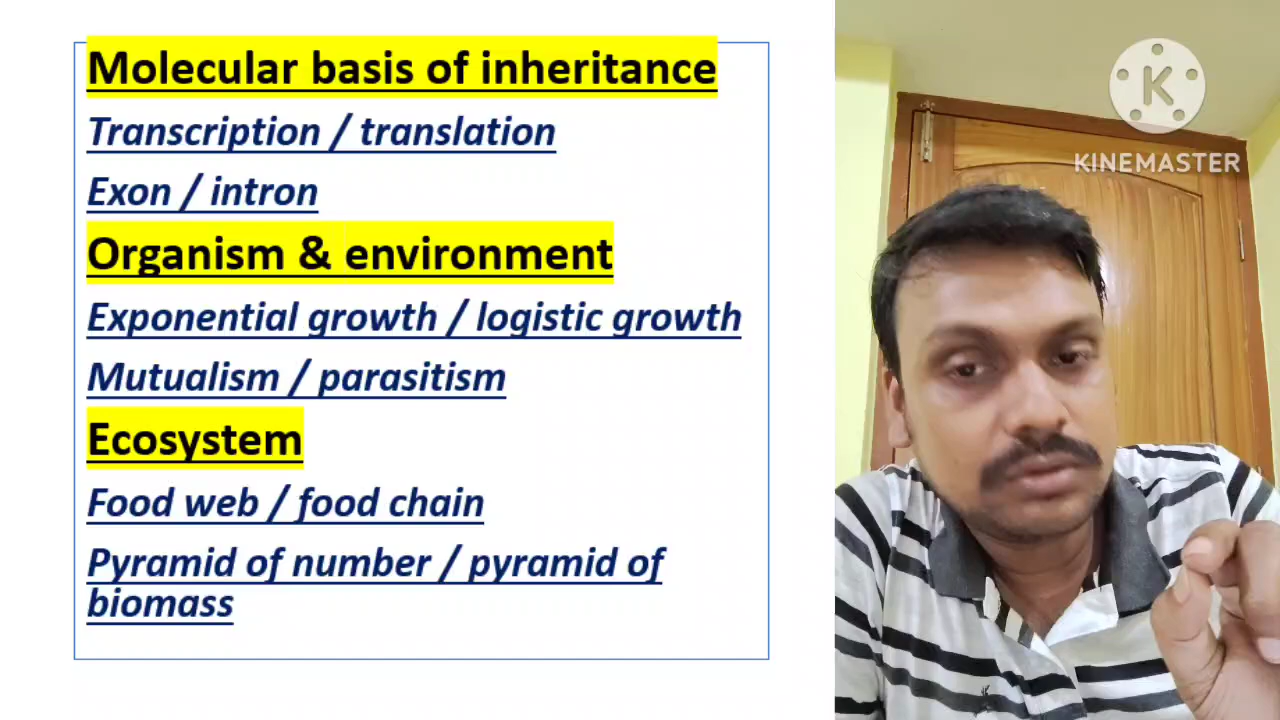 Molecular basis of inheritance
Transcription / translation
Exon / intron
Organism & environment
Exponential growth / logistic growth
Mutualism / parasitism
Ecosystem
Food web / food chain
Pyramid of number / pyramid of
biomass
K
KINEMASTER